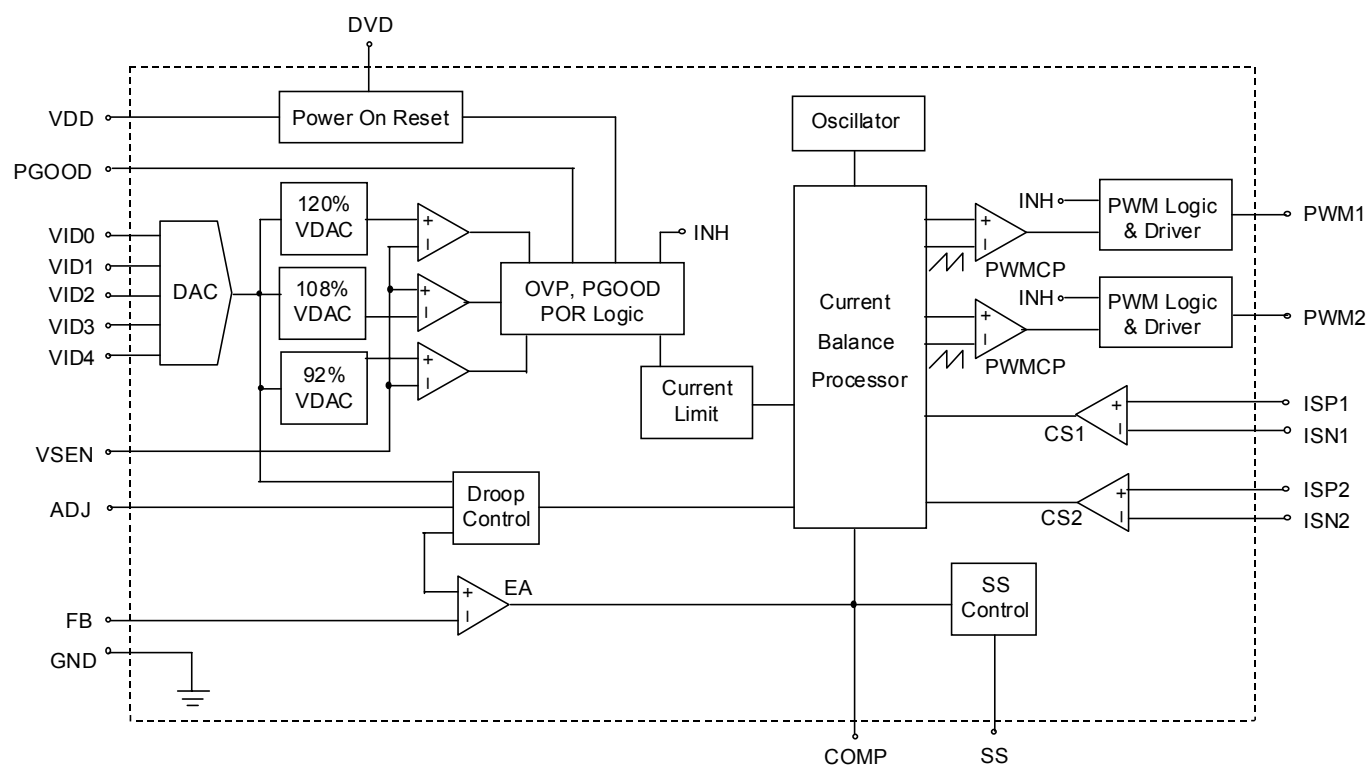 DVD
VDD
Power On Reset
Oscillator
PGOOD
120%
VDAC
+
–
INH
PWM Logic
& Driver
PWM1
VID0
VID1
VID2
VID3
VID4
DAC
INH
+
–
PWMCP
108%
VDAC
+
–
OVP, PGOOD
POR Logic
Current
Balance
Processor
INH
PWM Logic
& Driver
PWM2
+
–
PWMCP
92%
VDAC
+
–
Current
Limit
+
–
CS1
ISP1
ISN1
VSEN
ADJ
Droop
Control
+
–
CS2
ISP2
ISN2
EA
+
–
SS
Control
FB
GND
COMP
SS